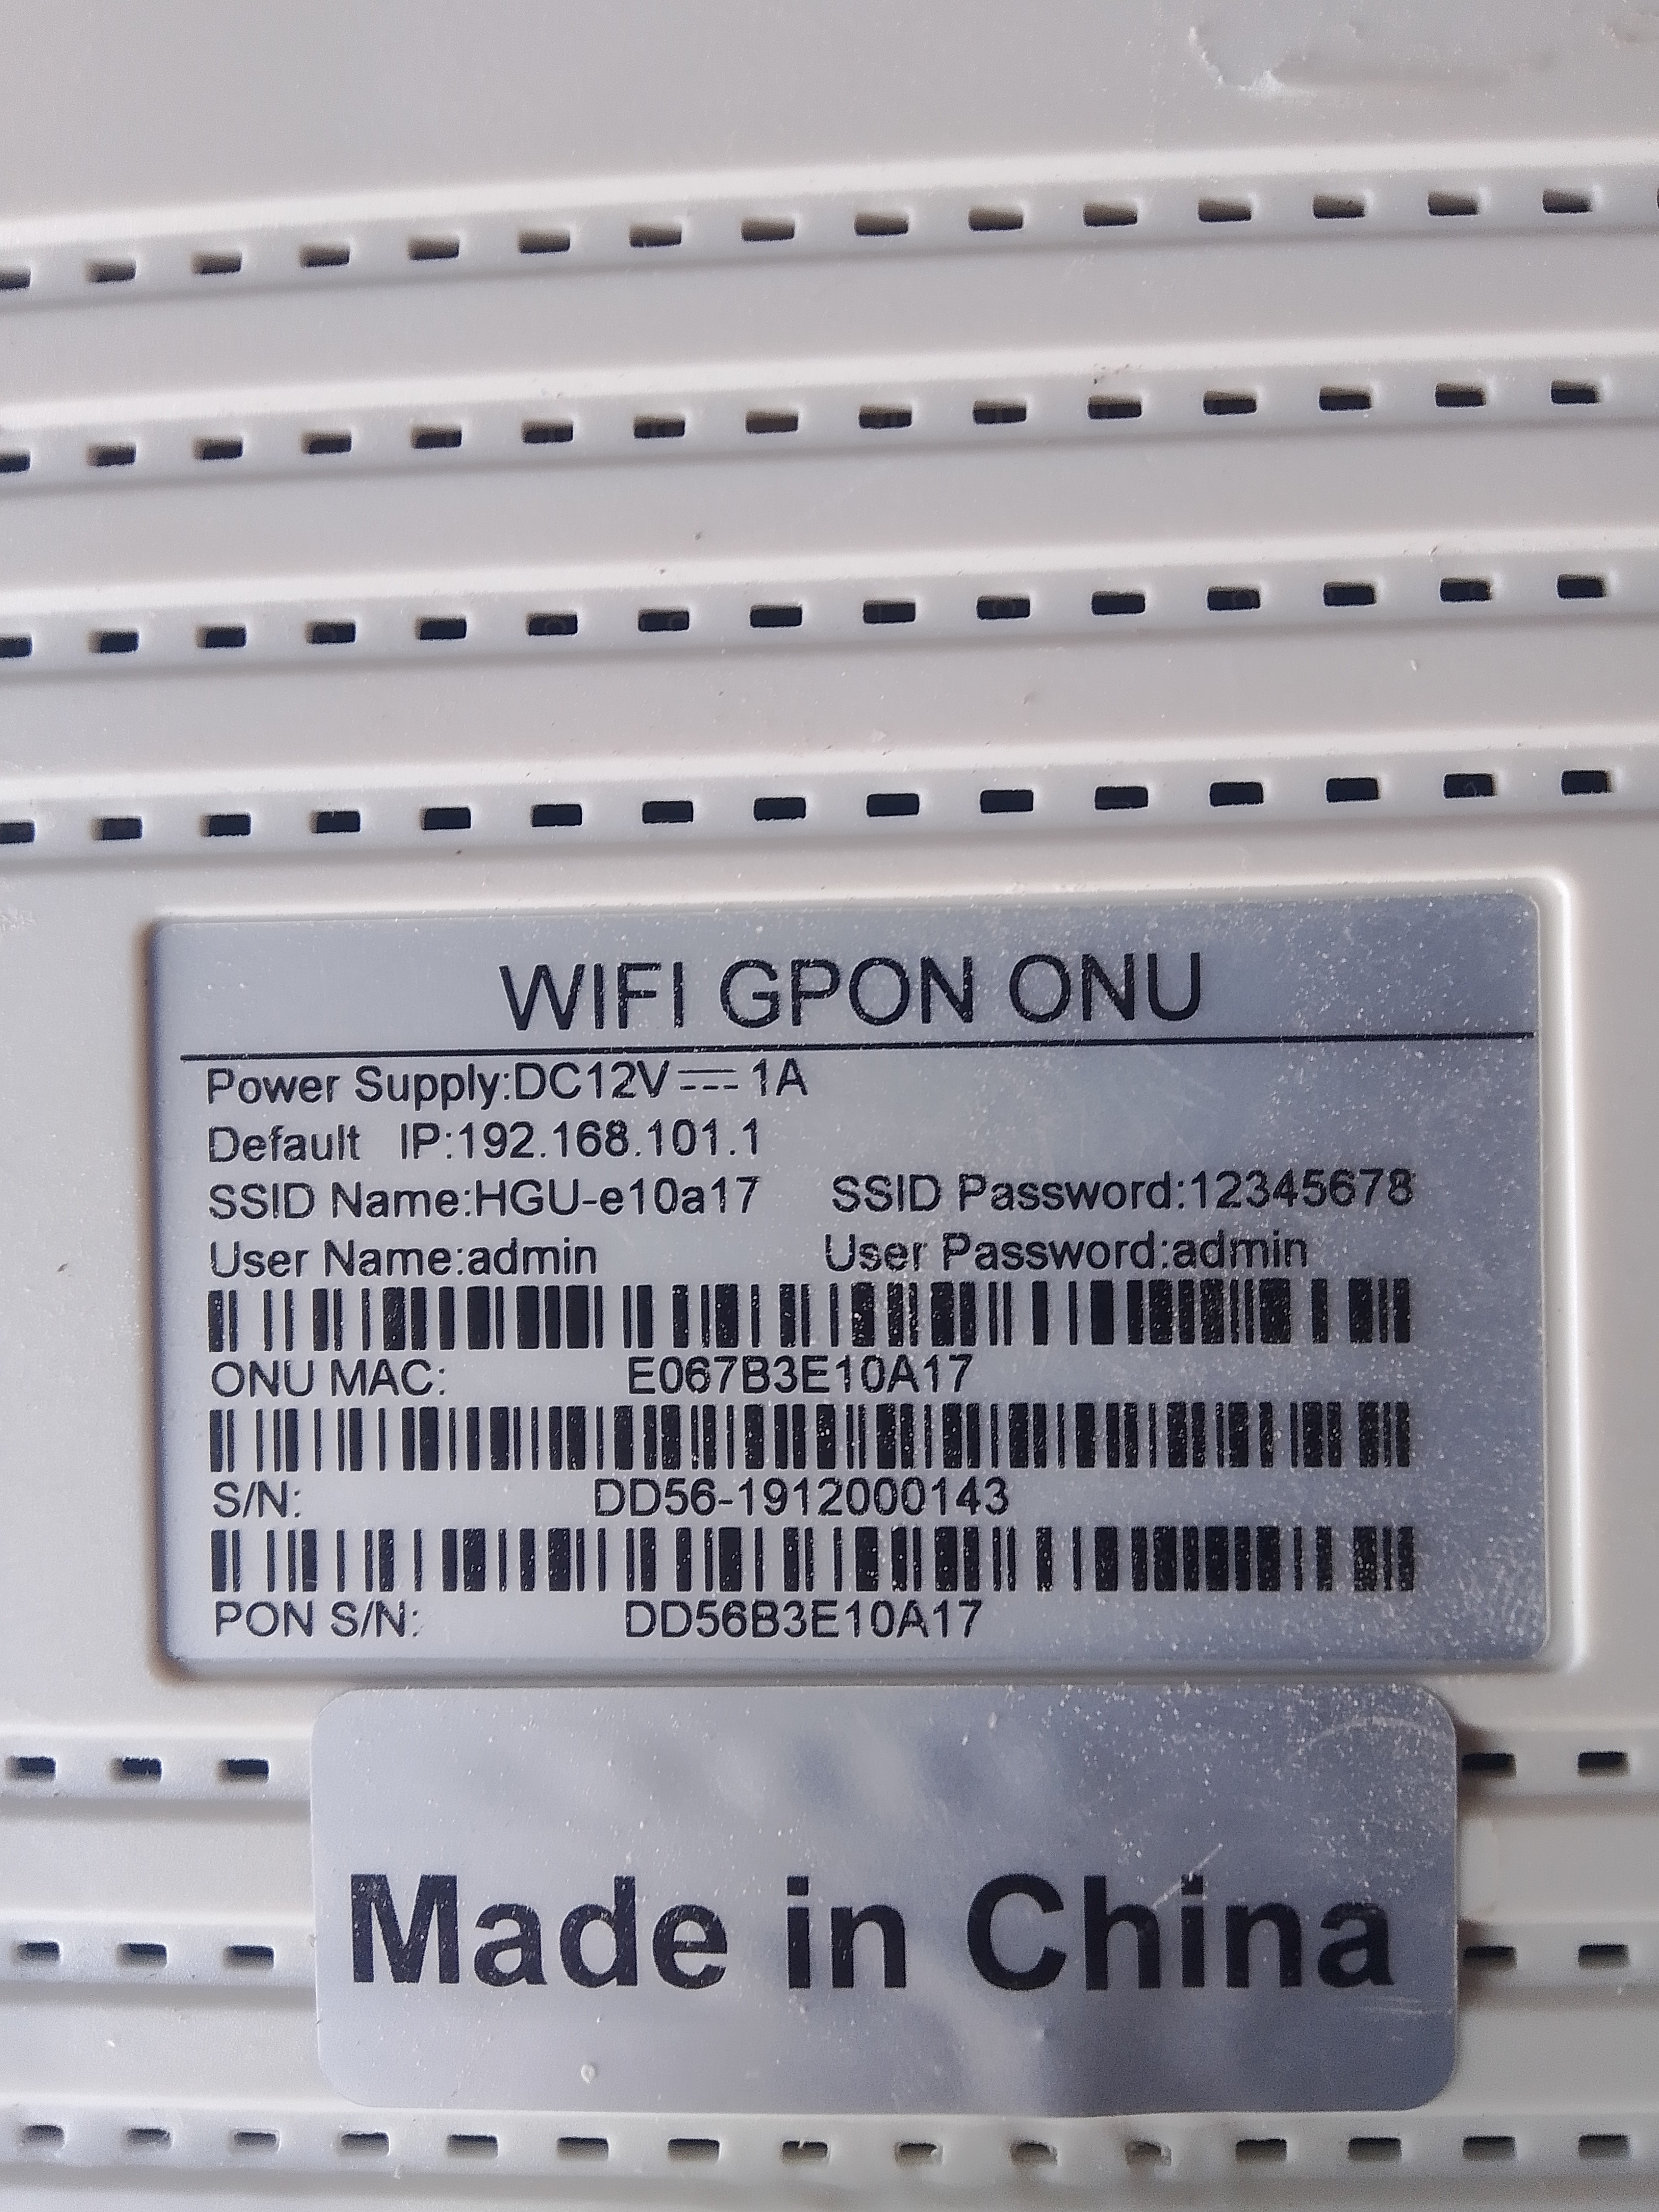 WIFI GPON ONU
Power Supply:DC12V⎓1A
Default IP:192.168.101.1
SSID Name:HGU-e10a17 SSID Password:12345678
User Name:admin User Password:admin
ONU MAC: E067B3E10A17
S/N: DD56-1912000143
PON S/N: DD56B3E10A17
Made in China